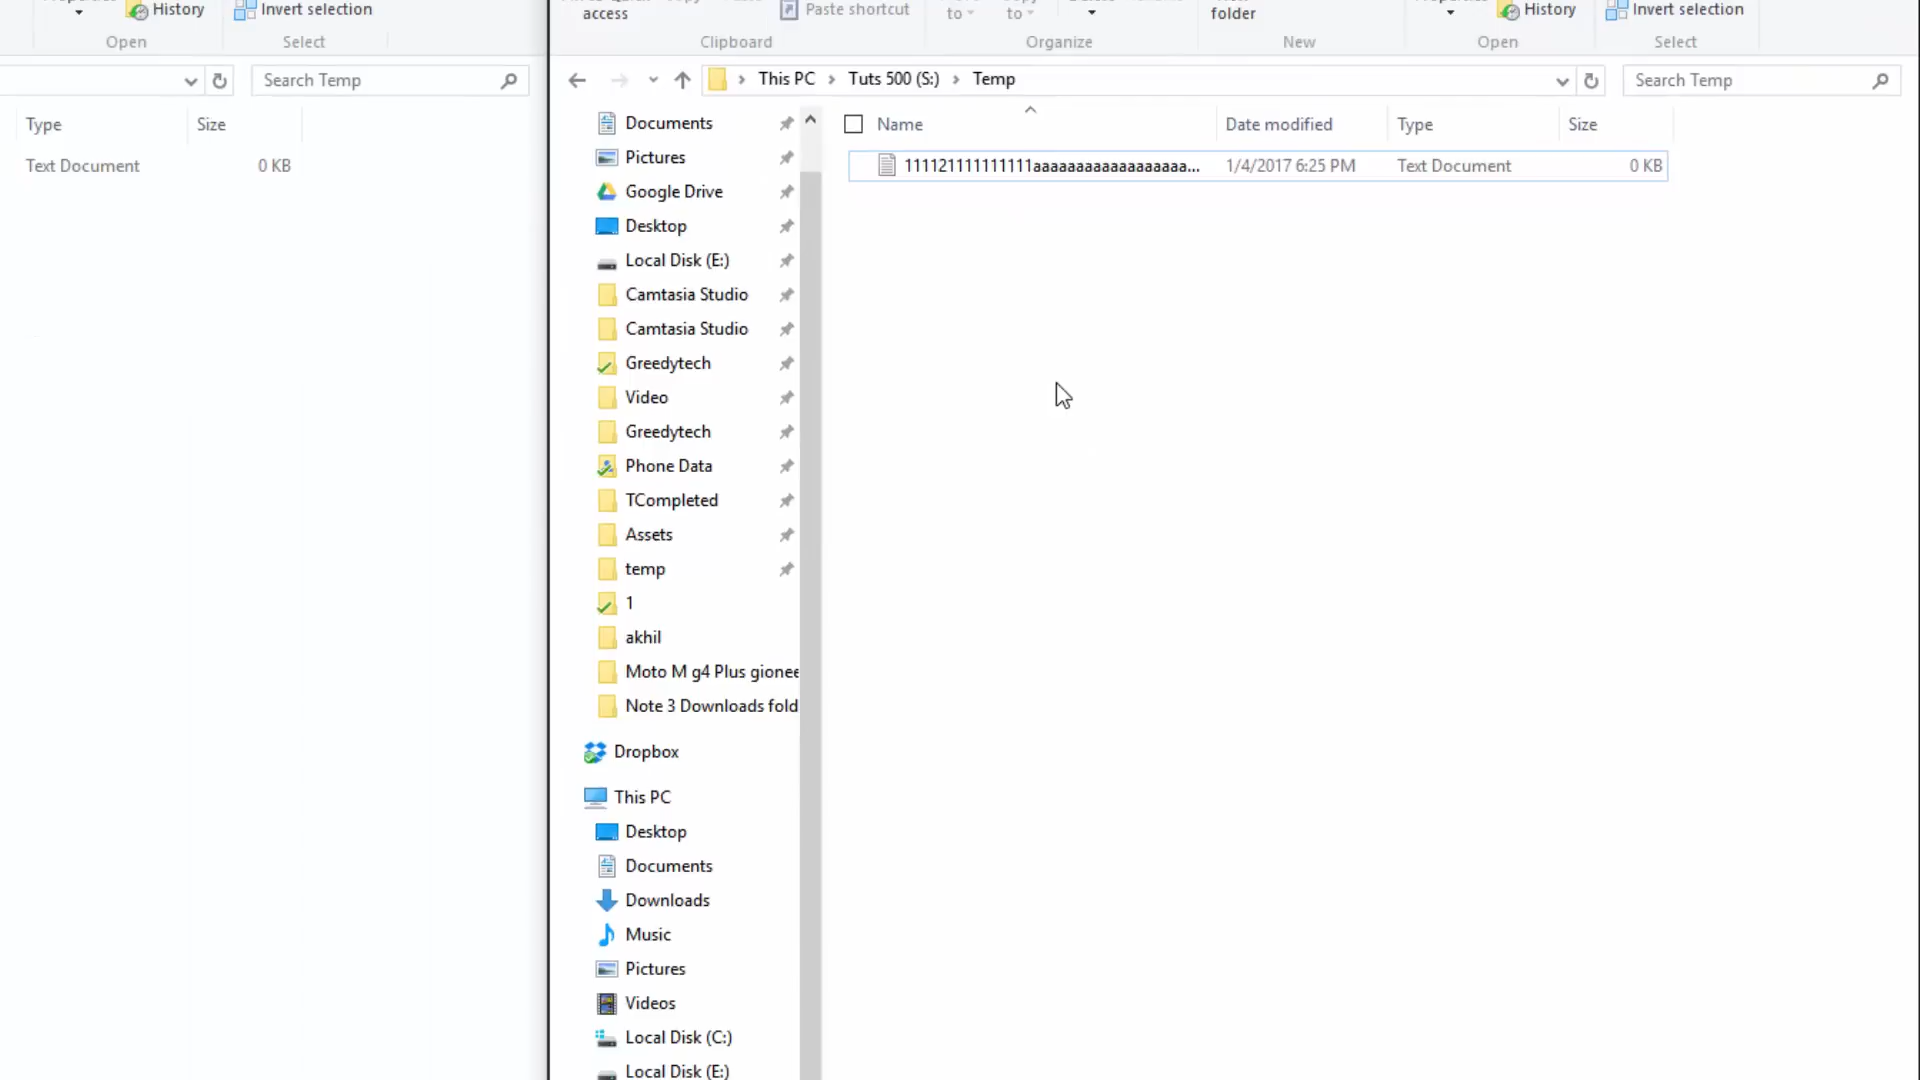 History
Invert selection
Open
Select
Search Temp
Type
Size
Text Document
0 KB
access
Paste shortcut
to
to
folder
History
Invert selection
Clipboard
Organize
New
Open
Select
This PC
Tuts 500 (S:)
Temp
Search Temp
Name
Date modified
Type
Size
1/4/2017 6:25 PM
Text Document
0 KB
Documents
Pictures
Google Drive
Desktop
Local Disk (E:)
Camtasia Studio
Camtasia Studio
Greedytech
Video
Greedytech
Phone Data
TCompleted
Assets
temp
1
akhil
Moto M g4 Plus gionee
Note 3 Downloads fold
Dropbox
This PC
Desktop
Documents
Downloads
Music
Pictures
Videos
Local Disk (C:)
Local Disk (E:)